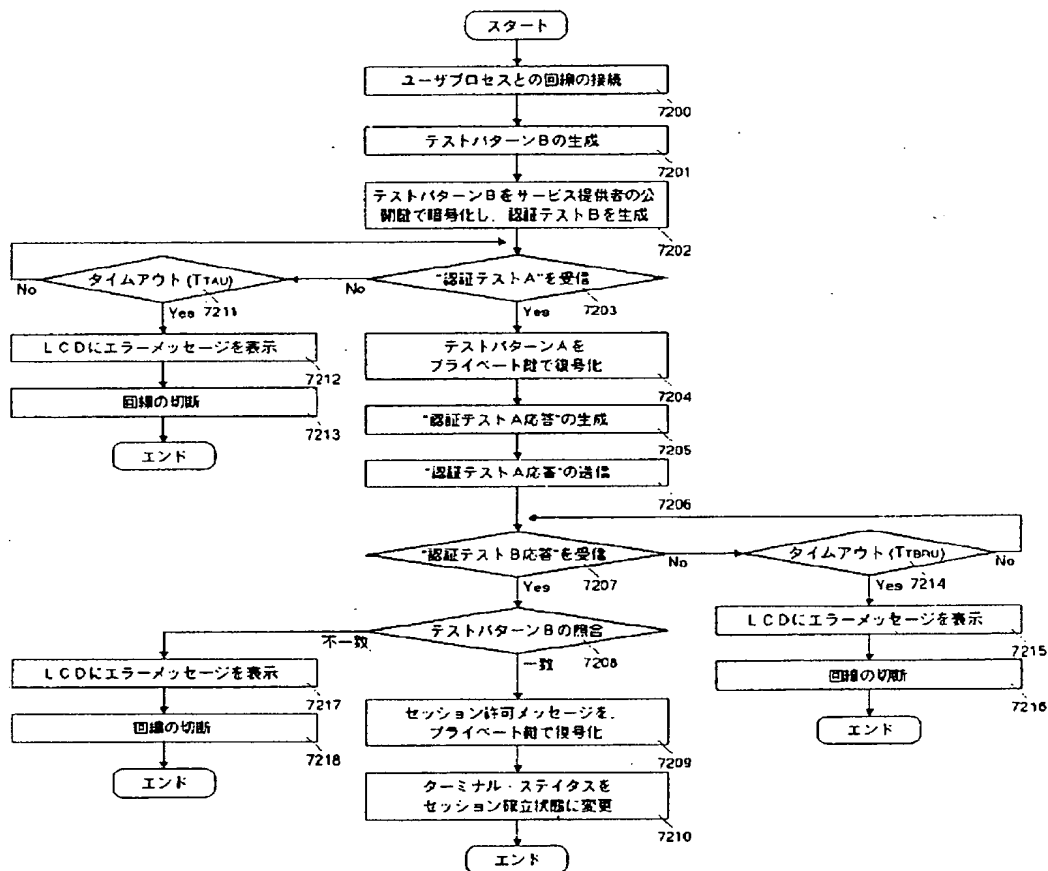 スタート
ユーザプロセスとの回線の接続
7200
テストパターンBの生成
7201
テストパターンBをサービス提供者の公
開鍵で暗号化し、認証テストBを生成
7202
タイムアウト(TTAU)
No
7211
Yes
"認証テストA"を受信
No
7203
Yes
LCDにエラーメッセージを表示
7212
回線の切断
7213
エンド
テストパターンAを
プライベート鍵で復号化
7204
"認証テストA応答"の生成
7205
"認証テストA応答"の送信
7206
"認証テストB応答"を受信
7207
No
Yes
タイムアウト(TTBRU)
7214
No
Yes
LCDにエラーメッセージを表示
7215
回線の切断
7216
エンド
テストパターンBの照合
7208
不一致
一致
LCDにエラーメッセージを表示
7217
回線の切断
7218
エンド
セッション許可メッセージを、
プライベート鍵で復号化
7209
ターミナル・ステイタスを
セッション確立状態に変更
7210
エンド